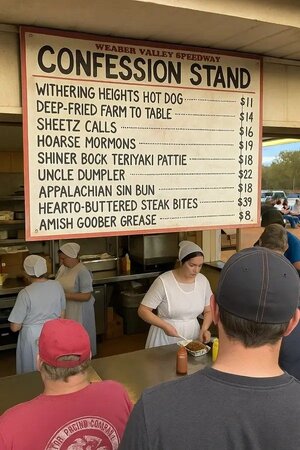 WEABER VALLEY SPEEDWAY
CONFESSION STAND
WITHERING HEIGHTS HOT DOG $11
DEEP-FRIED FARM TO TABLE $14
SHEETZ CALLS $16
HOARSE MORMONS $19
SHINER BOCK TERIYAKI PATTIE $18
UNCLE DUMPLER $22
APPALACHIAN SIN BUN $18
HEARTO-BUTTERED STEAK BITES $39
AMISH GOOBER GREASE $8